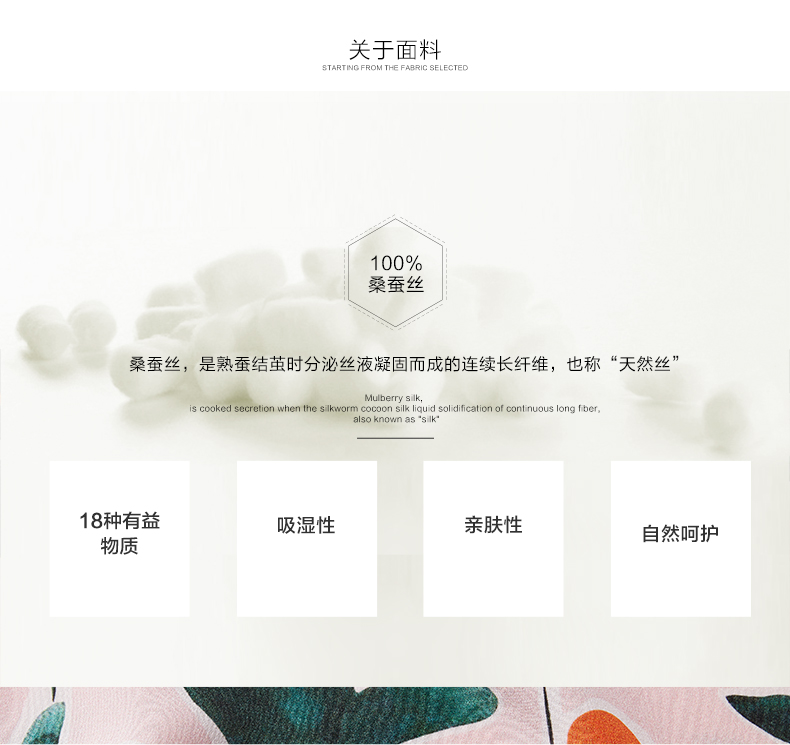 关于面料
STARTING FROM THE FABRIC SELECTED
100%
桑蚕丝
桑蚕丝，是熟蚕结茧时分泌丝液凝固而成的连续长纤维，也称“天然丝”
Mulberry silk,
is cooked secretion when the silkworm cocoon silk liquid solidification of continuous long fiber,
also known as "silk"
18种有益
物质
吸湿性
亲肤性
自然呵护